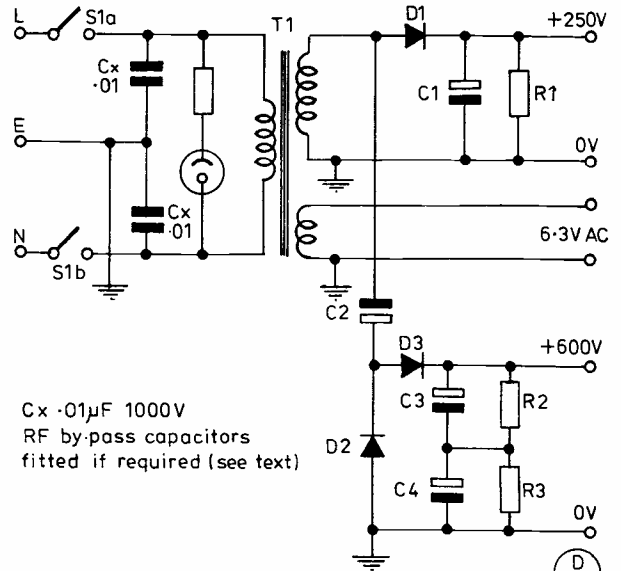 L
S1a
T1
D1
+250V
Cx
·01
C1
R1
E
0V
Cx
·01
N
S1b
6·3V AC
C2
D3
+600V
C3
R2
Cx ·01µF 1000V
RF by-pass capacitors
fitted if required (see text)
D2
C4
R3
0V
D